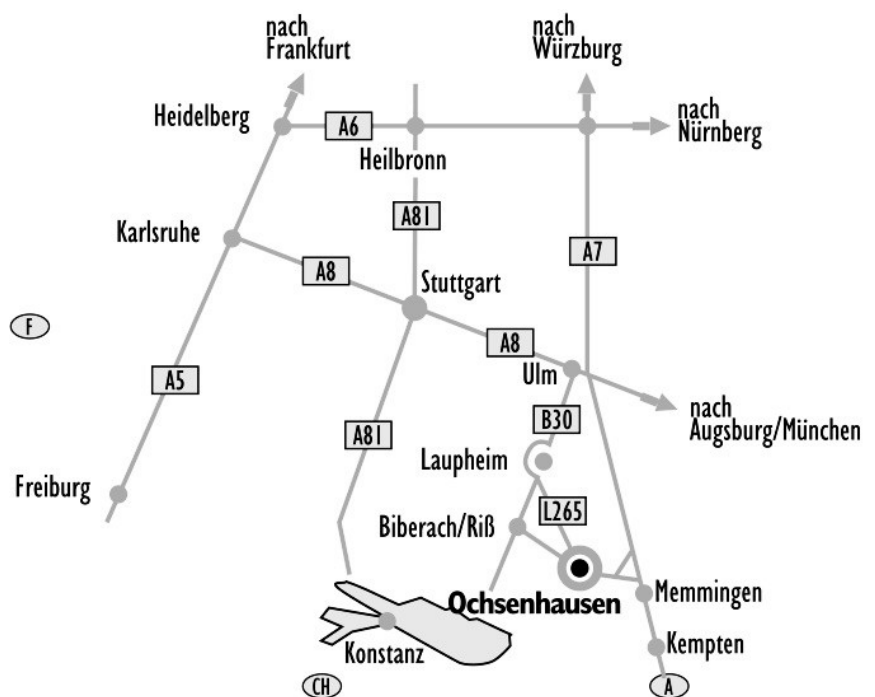 nach
Frankfurt
nach
Würzburg
Heidelberg
A6
nach
Nürnberg
Heilbronn
A81
Karlsruhe
A7
A8
Stuttgart
F
A8
A5
Ulm
nach
Augsburg/München
B30
A81
Laupheim
Freiburg
L265
Biberach/Riß
Ochsenhausen
Memmingen
Konstanz
Kempten
CH
A